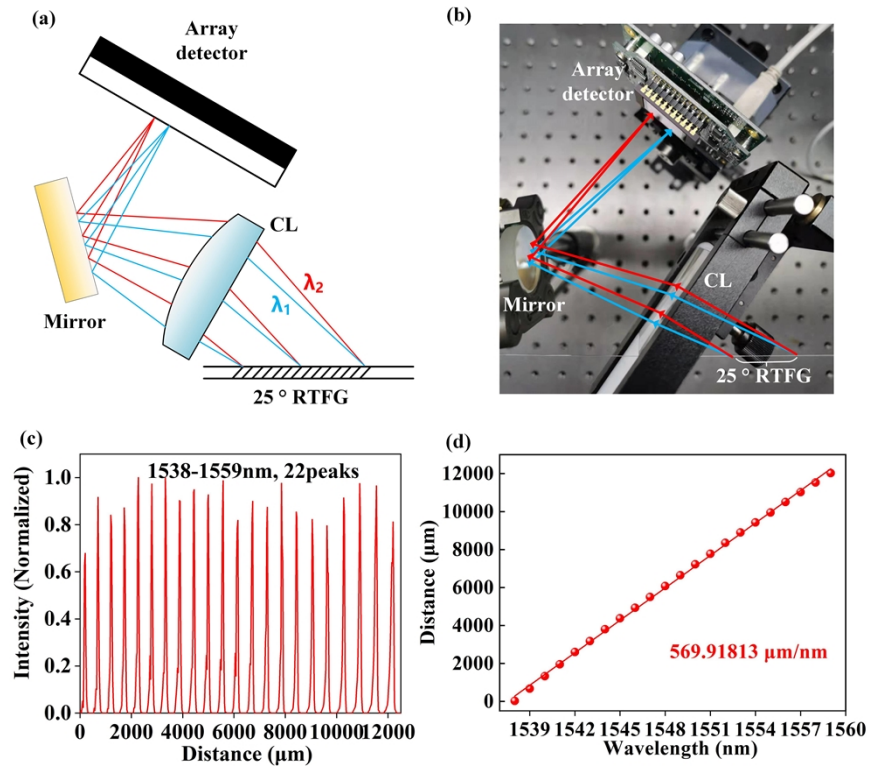 (a)
Array
detector
CL
λ2
λ1
Mirror
25 ° RTFG
(b)
Array
detector
CL
Mirror
25 ° RTFG
(c)
1538-1559nm, 22peaks
Intensity (Normalized)
1.0
0.8
0.6
0.4
0.2
0.0
0 2000 4000 6000 8000 10000 12000
Distance (μm)
(d)
Distance (μm)
12000
10000
8000
6000
4000
2000
0
569.91813 μm/nm
1539 1542 1545 1548 1551 1554 1557 1560
Wavelength (nm)